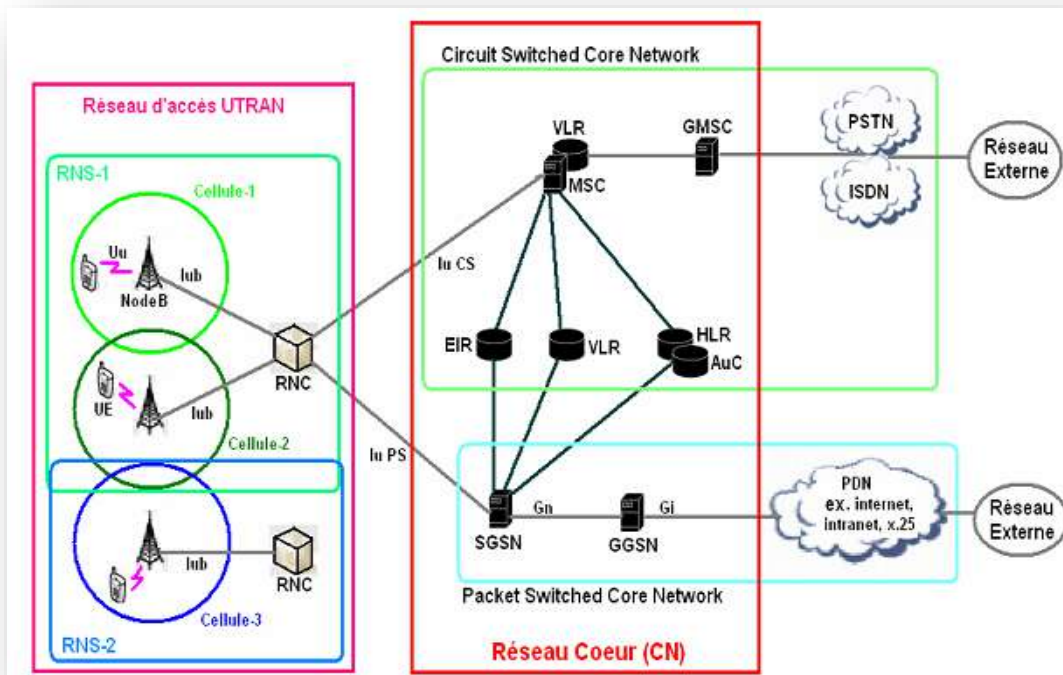 Circuit Switched Core Network
Réseau d'accès UTRAN
RNS-1
Cellule-1
Uu
Iub
NodeB
UE
Iub
Cellule-2
RNC
Iub
RNC
Cellule-3
RNS-2
Iu CS
Iu PS
VLR
MSC
GMSC
PSTN
ISDN
Réseau
Externe
EIR
VLR
HLR
AuC
SGSN
Gn
GGSN
Gi
PDN
ex. internet,
intranet, x.25
Réseau
Externe
Packet Switched Core Network
Réseau Coeur (CN)